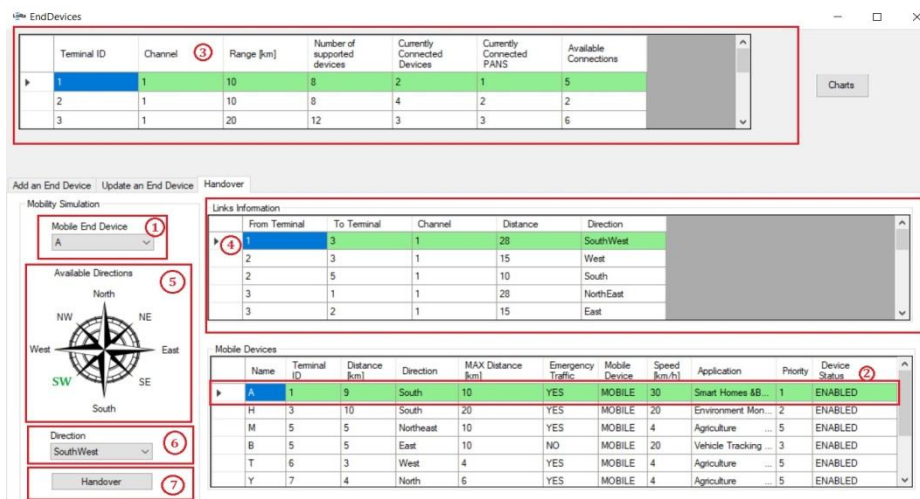 LoRa EndDevices
Terminal ID Channel 3 Range [km] Number of supported devices Currently Connected Devices Currently Connected PANS Available Connections
1 1 10 8 2 1 5
2 1 10 8 4 2 2
3 1 20 12 3 3 6
Charts
Add an End Device Update an End Device Handover
Mobility Simulation
Mobile End Device 1
A
Available Directions 5
North
NW NE
West East
SW SE
South
Direction
SouthWest 6
Handover 7
Links Information
From Terminal To Terminal Channel Distance Direction
4 1 3 1 28 SouthWest
2 3 1 15 West
2 5 1 10 South
3 1 1 28 NorthEast
3 2 1 15 East
Mobile Devices
Name Terminal ID Distance [km] Direction MAX Distance [km] Emergency Traffic Mobile Device Speed [km/h] Application Priority Device Status 2
A 1 9 South 10 YES MOBILE 30 Smart Homes &B... 1 ENABLED
H 3 10 South 20 YES MOBILE 20 Environment Mon... 2 ENABLED
M 5 5 Northeast 10 YES MOBILE 4 Agriculture ... 5 ENABLED
B 5 5 East 10 NO MOBILE 20 Vehicle Tracking ... 3 ENABLED
T 6 3 West 4 YES MOBILE 4 Agriculture ... 5 ENABLED
Y 7 4 North 6 YES MOBILE 4 Agriculture ... 5 ENABLED